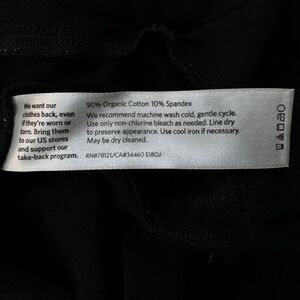 We want our
clothes back, even
if they're worn or
torn. Bring them
to our US stores
and support our
take-back program.
90% Organic Cotton 10% Spandex
We recommend machine wash cold, gentle cycle.
Use only non-chlorine bleach as needed. Line dry
to preserve appearance. Use cool iron if necessary.
May be dry cleaned.
RN#78121/CA#34460 S180J